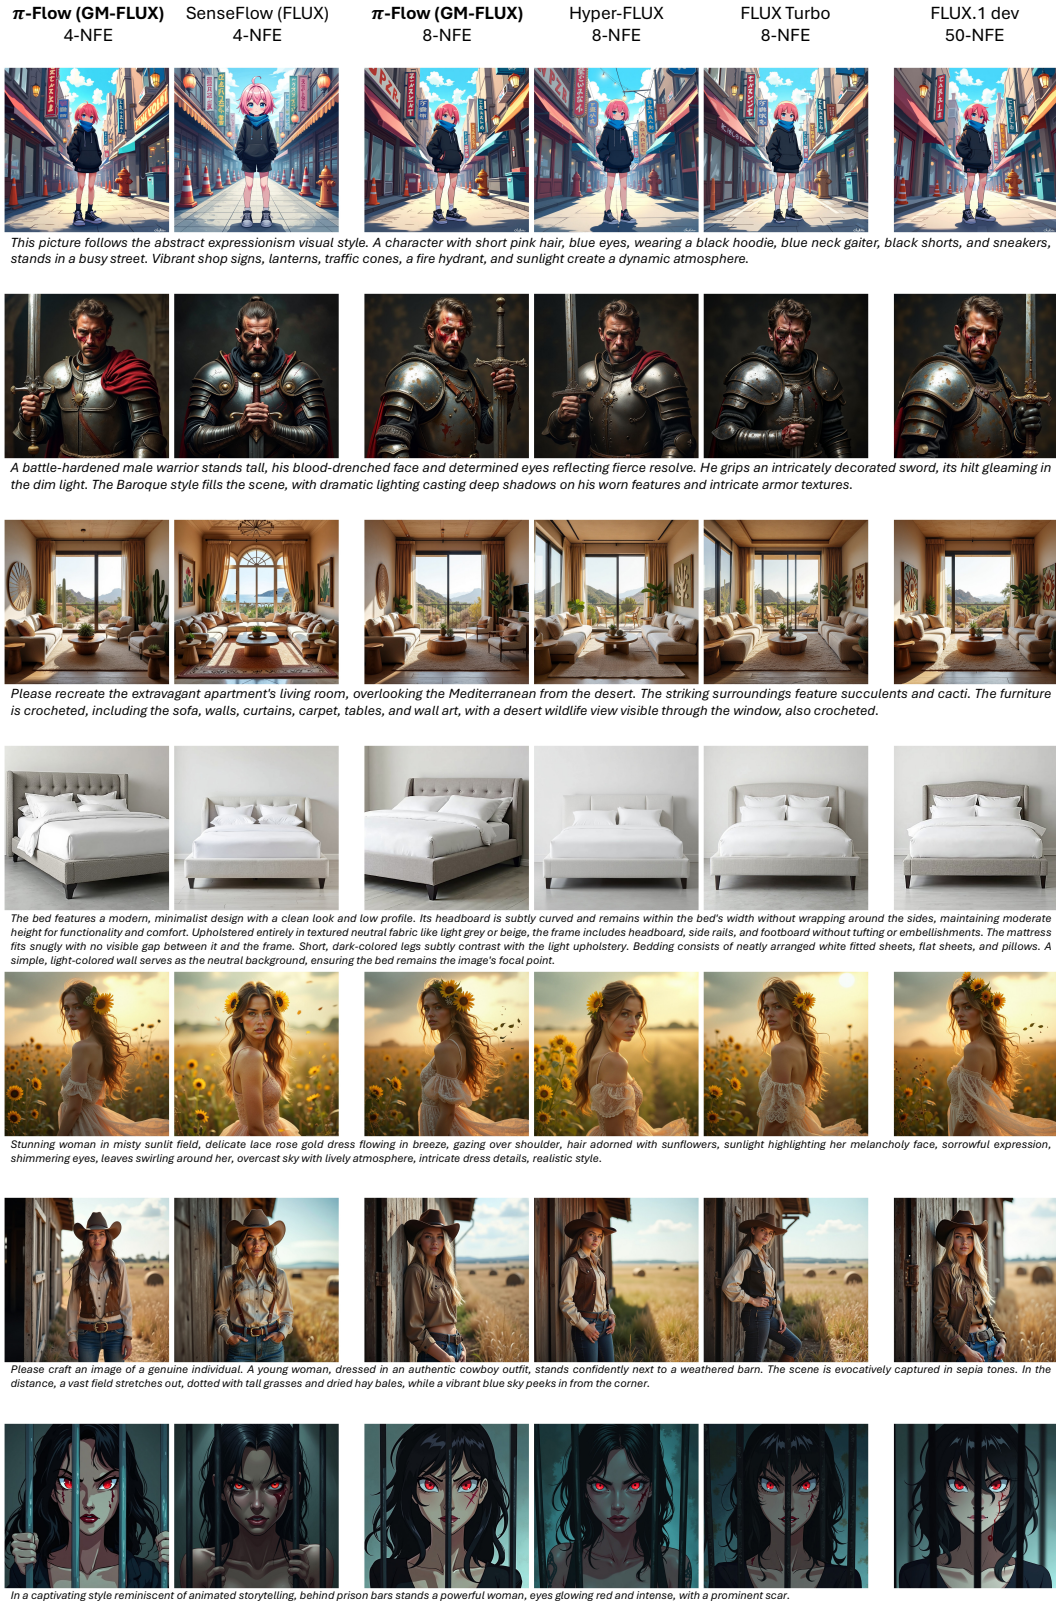 π-Flow (GM-FLUX) SenseFlow (FLUX) π-Flow (GM-FLUX) Hyper-FLUX FLUX Turbo FLUX.1 dev
4-NFE 4-NFE 8-NFE 8-NFE 8-NFE 50-NFE
This picture follows the abstract expressionism visual style. A character with short pink hair, blue eyes, wearing a black hoodie, blue neck gaiter, black shorts, and sneakers,
stands in a busy street. Vibrant shop signs, lanterns, traffic cones, a fire hydrant, and sunlight create a dynamic atmosphere.
A battle-hardened male warrior stands tall, his blood-drenched face and determined eyes reflecting fierce resolve. He grips an intricately decorated sword, its hilt gleaming in
the dim light. The Baroque style fills the scene, with dramatic lighting casting deep shadows on his worn features and intricate armor textures.
Please recreate the extravagant apartment's living room, overlooking the Mediterranean from the desert. The striking surroundings feature succulents and cacti. The furniture
is crocheted, including the sofa, walls, curtains, carpet, tables, and wall art, with a desert wildlife view visible through the window, also crocheted.
The bed features a modern, minimalist design with a clean look and low profile. Its headboard is subtly curved and remains within the bed's width without wrapping around the sides, maintaining moderate
height for functionality and comfort. Upholstered entirely in textured neutral fabric like light grey or beige, the frame includes headboard, side rails, and footboard without tufting or embellishments. The mattress
fits snugly with no visible gap between it and the frame. Short, dark-colored legs subtly contrast with the light upholstery. Bedding consists of neatly arranged white fitted sheets, flat sheets, and pillows. A
simple, light-colored wall serves as the neutral background, ensuring the bed remains the image's focal point.
Stunning woman in misty sunlit field, delicate lace rose gold dress flowing in breeze, gazing over shoulder, hair adorned with sunflowers, sunlight highlighting her melancholy face, sorrowful expression,
shimmering eyes, leaves swirling around her, overcast sky with lively atmosphere, intricate dress details, realistic style.
Please craft an image of a genuine individual. A young woman, dressed in an authentic cowboy outfit, stands confidently next to a weathered barn. The scene is evocatively captured in sepia tones. In the
distance, a vast field stretches out, dotted with tall grasses and dried hay bales, while a vibrant blue sky peeks in from the corner.
In a captivating style reminiscent of animated storytelling, behind prison bars stands a powerful woman, eyes glowing red and intense, with a prominent scar.